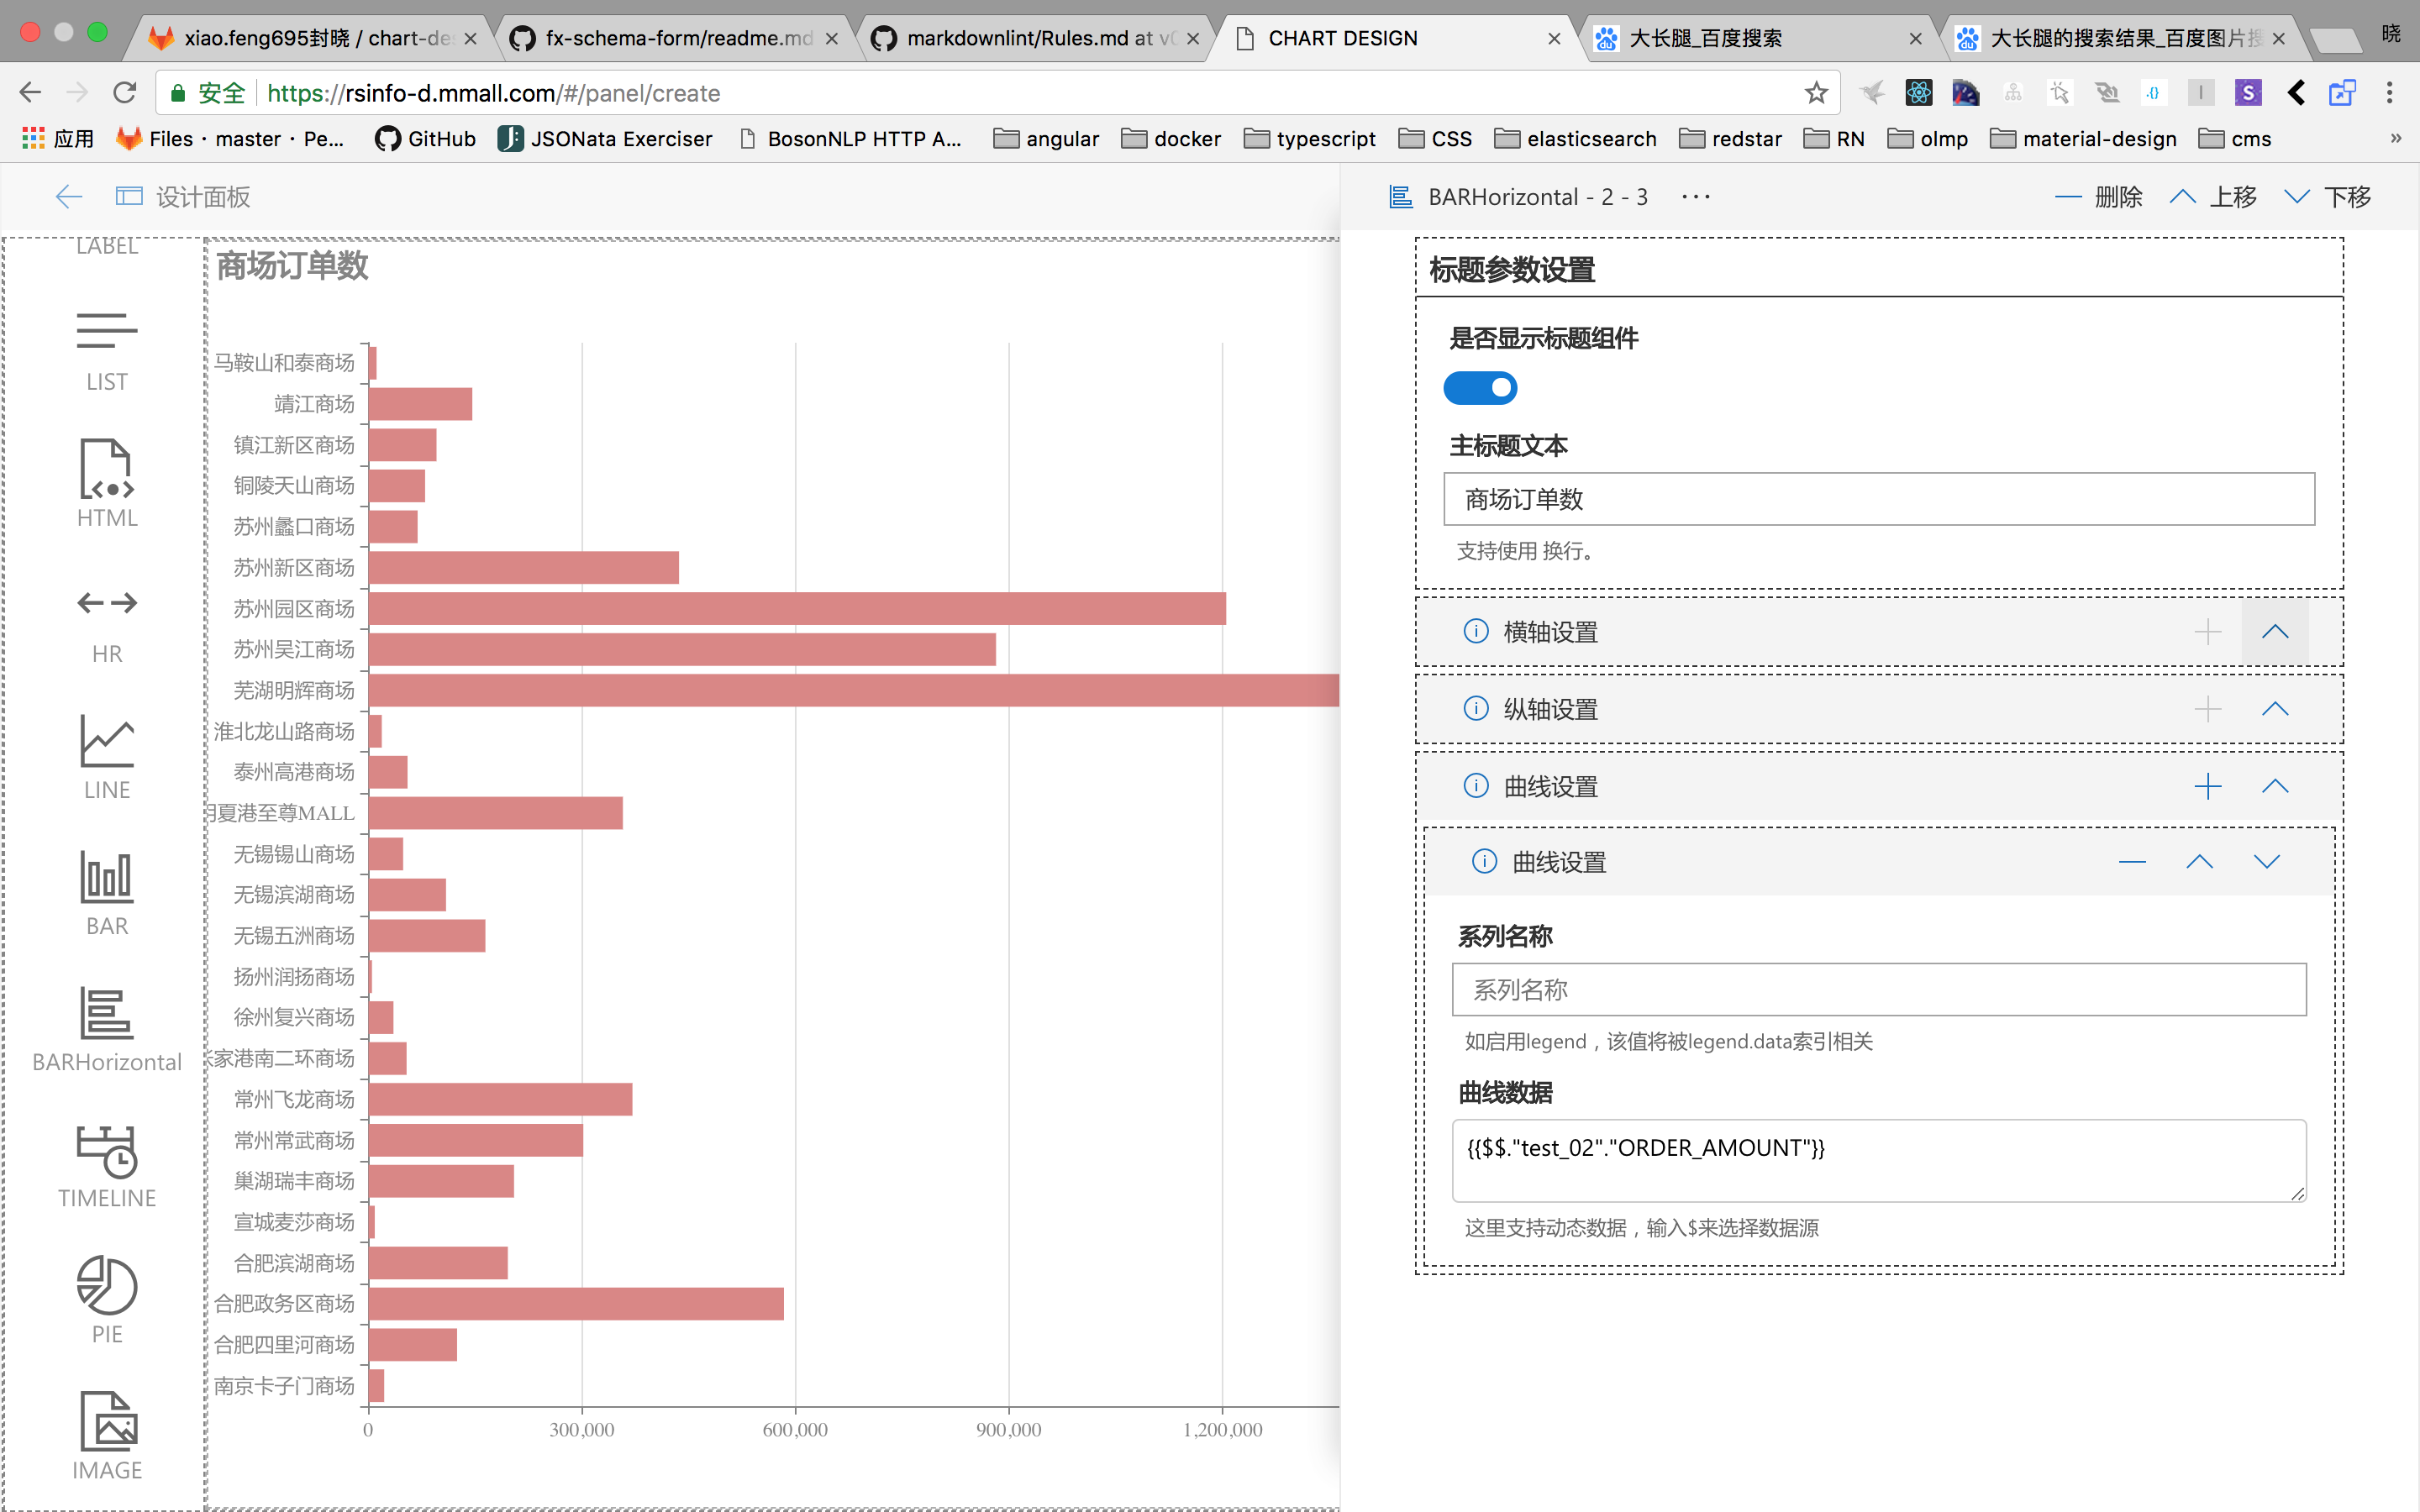 xiao.feng695封晓 / chart-de
fx-schema-form/readme.md
markdownlint/Rules.md at v0
CHART DESIGN
大长腿_百度搜索
大长腿的搜索结果_百度图片搜
晓
安全
https://rsinfo-d.mmall.com/#/panel/create
应用
Files · master · Pe...
GitHub
JSONata Exerciser
BosonNLP HTTP A...
angular
docker
typescript
CSS
elasticsearch
redstar
RN
olmp
material-design
cms
»
设计面板
BARHorizontal - 2 - 3
···
删除
上移
下移
LABEL
LIST
HTML
HR
LINE
BAR
BARHorizontal
TIMELINE
PIE
IMAGE
商场订单数
马鞍山和泰商场
靖江商场
镇江新区商场
铜陵天山商场
苏州蠡口商场
苏州新区商场
苏州园区商场
苏州吴江商场
芜湖明辉商场
淮北龙山路商场
泰州高港商场
夏港至尊MALL
无锡锡山商场
无锡滨湖商场
无锡五洲商场
扬州润扬商场
徐州复兴商场
家港南二环商场
常州飞龙商场
常州常武商场
巢湖瑞丰商场
宣城麦莎商场
合肥滨湖商场
合肥政务区商场
合肥四里河商场
南京卡子门商场
0
300,000
600,000
900,000
1,200,000
标题参数设置
是否显示标题组件
主标题文本
商场订单数
支持使用 换行。
横轴设置
纵轴设置
曲线设置
曲线设置
系列名称
系列名称
如启用legend，该值将被legend.data索引相关
曲线数据
{{$$."test_02"."ORDER_AMOUNT"}}
这里支持动态数据，输入$来选择数据源